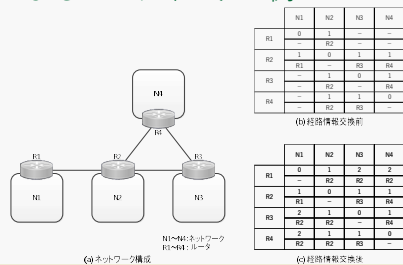 N4
R4
R1
R2
R3
N1
N2
N3
N1～N4:ネットワーク
R1～R4：ルータ
(a)ネットワーク構成
N1 N2 N3 N4
R1 0 1 － －
－ R2 － －
R2 1 0 1 1
R1 － R3 R4
R3 － 1 0 1
－ R2 － R4
R4 － 1 1 0
－ R2 R3 －
(b)経路情報交換前
N1 N2 N3 N4
R1 0 1 2 2
－ R2 R2 R2
R2 1 0 1 1
R1 － R3 R4
R3 2 1 0 1
R2 R2 － R4
R4 2 1 1 0
R2 R2 R3 －
(c)経路情報交換後